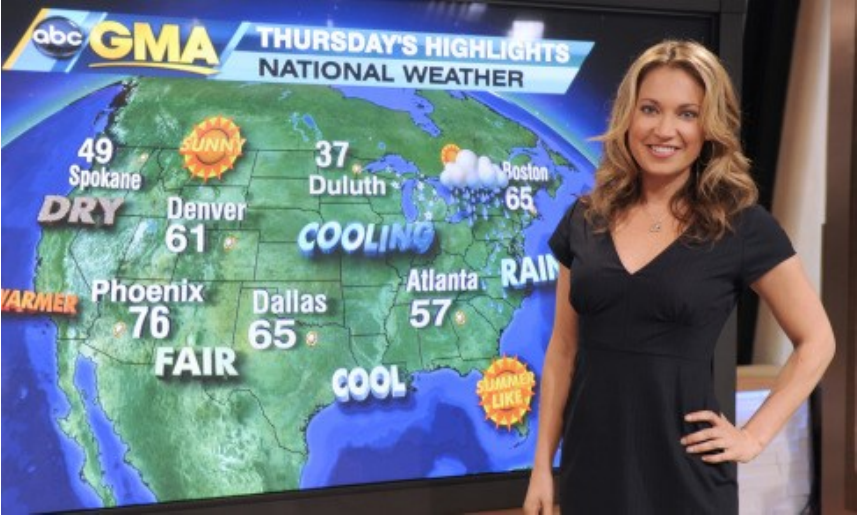 abc GMA
THURSDAY'S HIGHLIGHTS
NATIONAL WEATHER
49
Spokane
SUNNY
37
Duluth
Boston
65
DRY
Denver
61
COOLING
WARMER
Phoenix
76
Dallas
65
Atlanta
57
RAIN
FAIR
COOL
SUMMER
LIKE